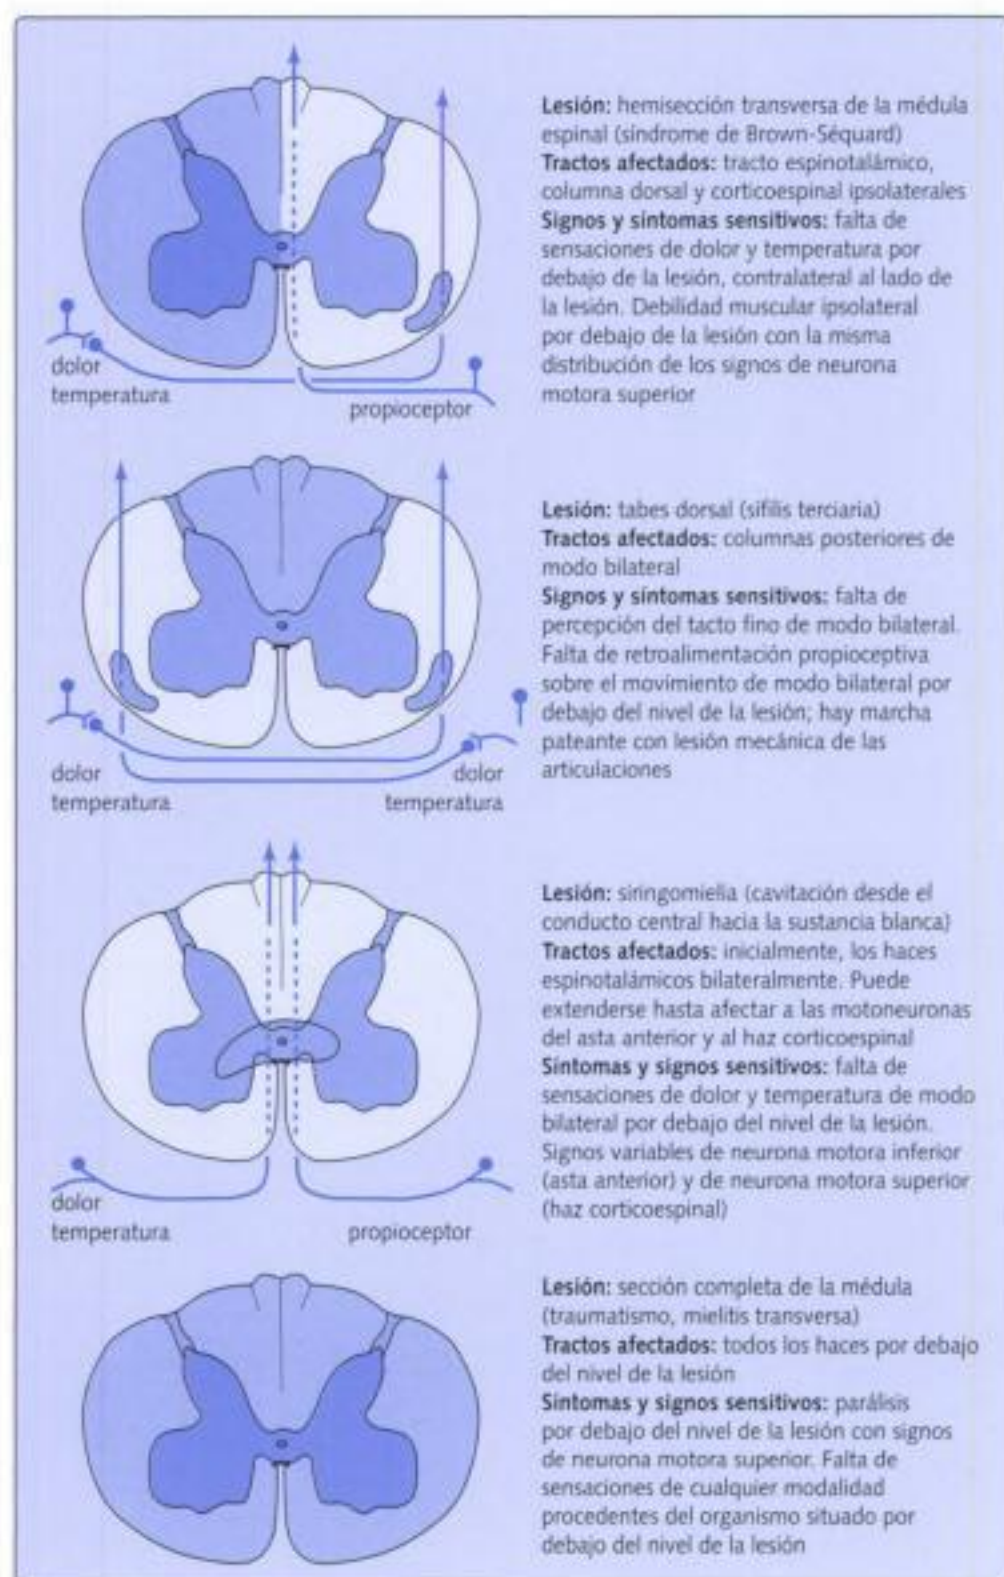 Lesión: hemisección transversa de la médula
espinal (síndrome de Brown-Séquard)
Tractos afectados: tracto espinotalámico,
columna dorsal y corticoespinal ipsolaterales
Signos y síntomas sensitivos: falta de
sensaciones de dolor y temperatura por
debajo de la lesión, contralateral al lado de
la lesión. Debilidad muscular ipsolateral
por debajo de la lesión con la misma
distribución de los signos de neurona
motora superior
dolor
temperatura
propioceptor
Lesión: tabes dorsal (sífilis terciaria)
Tractos afectados: columnas posteriores de
modo bilateral
Signos y síntomas sensitivos: falta de
percepción del tacto fino de modo bilateral.
Falta de retroalimentación propioceptiva
sobre el movimiento de modo bilateral por
debajo del nivel de la lesión; hay marcha
pateante con lesión mecánica de las
articulaciones
dolor
temperatura
dolor
temperatura
Lesión: siringomielia (cavitación desde el
conducto central hacia la sustancia blanca)
Tractos afectados: inicialmente, los haces
espinotalámicos bilateralmente. Puede
extenderse hasta afectar a las motoneuronas
del asta anterior y al haz corticoespinal
Síntomas y signos sensitivos: falta de
sensaciones de dolor y temperatura de modo
bilateral por debajo del nivel de la lesión.
Signos variables de neurona motora inferior
(asta anterior) y de neurona motora superior
(haz corticoespinal)
dolor
temperatura
propioceptor
Lesión: sección completa de la médula
(traumatismo, mielitis transversa)
Tractos afectados: todos los haces por debajo
del nivel de la lesión
Síntomas y signos sensitivos: parálisis
por debajo del nivel de la lesión con signos
de neurona motora superior. Falta de
sensaciones de cualquier modalidad
procedentes del organismo situado por
debajo del nivel de la lesión